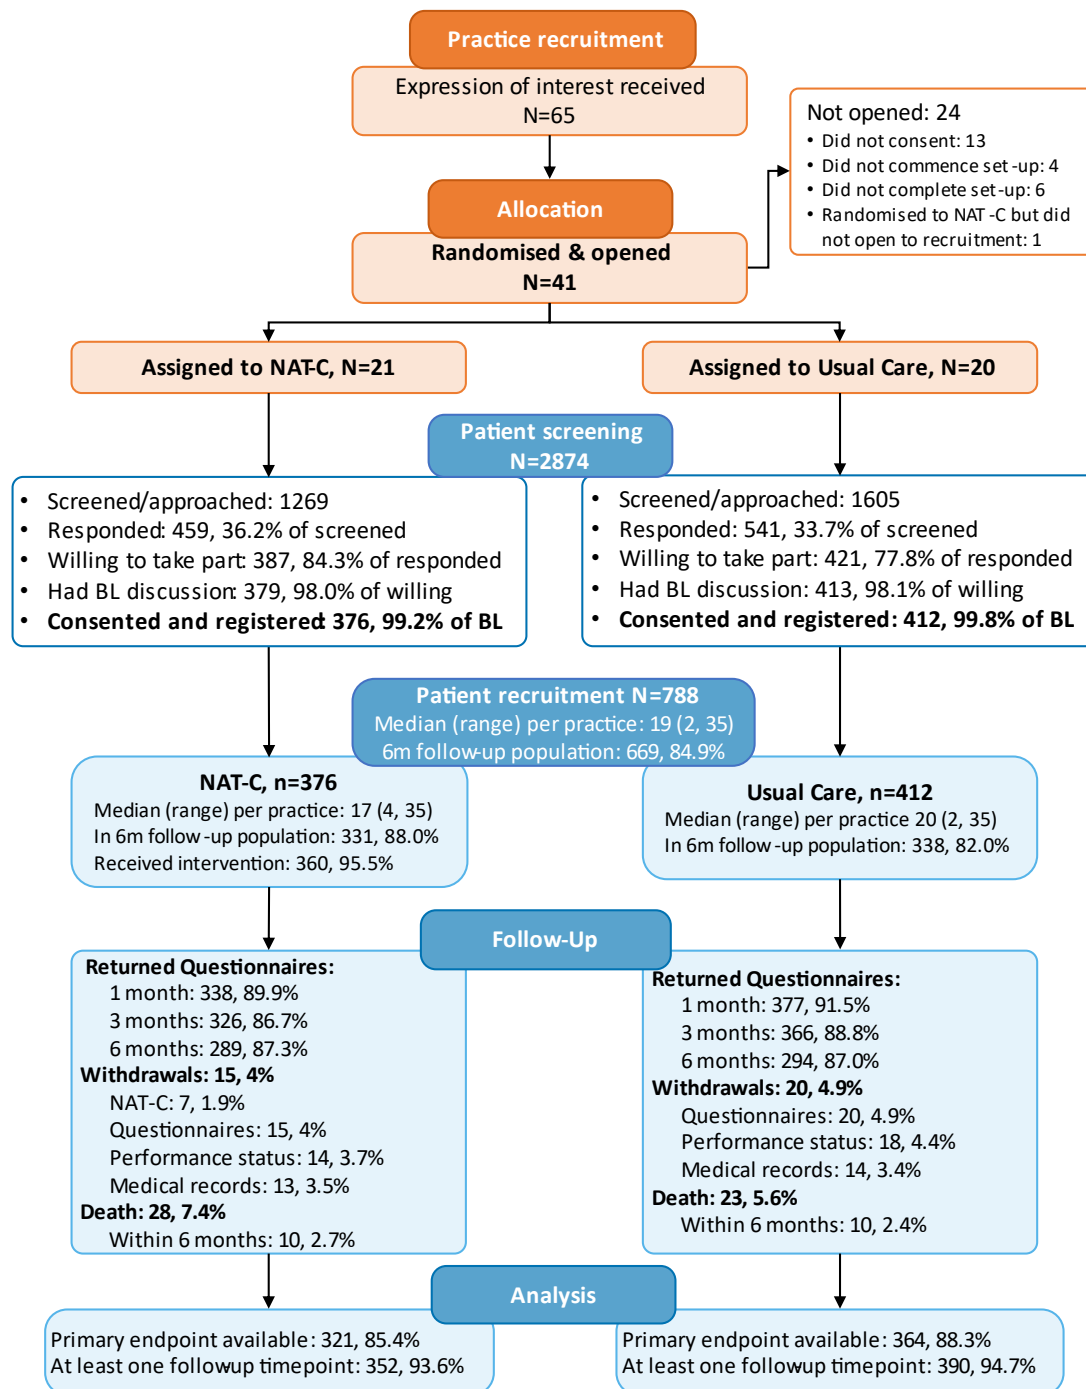 Practice recruitment
Expression of interest received
N=65
Not opened: 24
• Did not consent: 13
• Did not commence set-up: 4
• Did not complete set-up: 6
• Randomised to NAT-C but did
not open to recruitment: 1
Allocation
Randomised & opened
N=41
Assigned to NAT-C, N=21
Assigned to Usual Care, N=20
Patient screening
N=2874
• Screened/approached: 1269
• Responded: 459, 36.2% of screened
• Willing to take part: 387, 84.3% of responded
• Had BL discussion: 379, 98.0% of willing
• Consented and registered: 376, 99.2% of BL
• Screened/approached: 1605
• Responded: 541, 33.7% of screened
• Willing to take part: 421, 77.8% of responded
• Had BL discussion: 413, 98.1% of willing
• Consented and registered: 412, 99.8% of BL
Patient recruitment N=788
Median (range) per practice: 19 (2, 35)
6m follow-up population: 669, 84.9%
NAT-C, n=376
Median (range) per practice: 17 (4, 35)
In 6m follow-up population: 331, 88.0%
Received intervention: 360, 95.5%
Usual Care, n=412
Median (range) per practice 20 (2, 35)
In 6m follow-up population: 338, 82.0%
Follow-Up
Returned Questionnaires:
1 month: 338, 89.9%
3 months: 326, 86.7%
6 months: 289, 87.3%
Withdrawals: 15, 4%
NAT-C: 7, 1.9%
Questionnaires: 15, 4%
Performance status: 14, 3.7%
Medical records: 13, 3.5%
Death: 28, 7.4%
Within 6 months: 10, 2.7%
Returned Questionnaires:
1 month: 377, 91.5%
3 months: 366, 88.8%
6 months: 294, 87.0%
Withdrawals: 20, 4.9%
Questionnaires: 20, 4.9%
Performance status: 18, 4.4%
Medical records: 14, 3.4%
Death: 23, 5.6%
Within 6 months: 10, 2.4%
Analysis
Primary endpoint available: 321, 85.4%
At least one follow-up timepoint: 352, 93.6%
Primary endpoint available: 364, 88.3%
At least one follow-up timepoint: 390, 94.7%